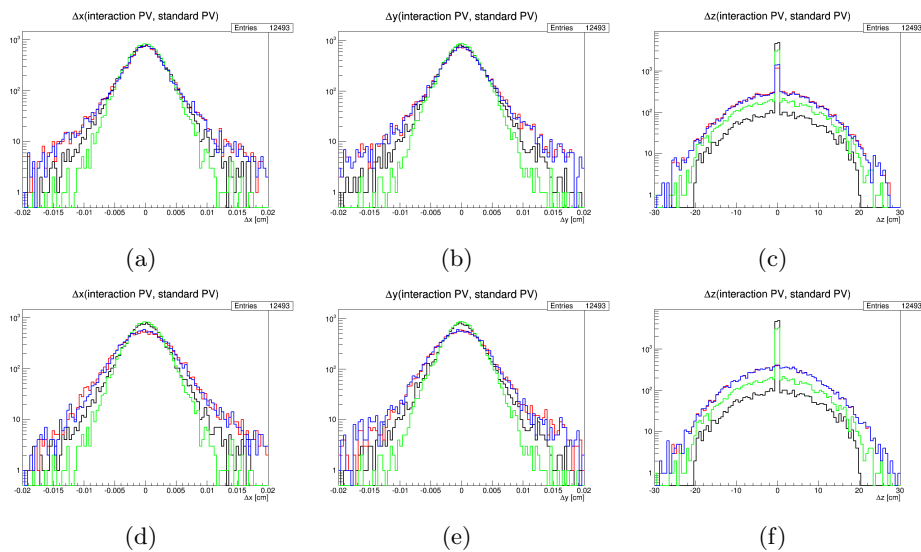 Δx(interaction PV, standard PV)
Entries 12493
10³
10²
10
1
-0.02 -0.015 -0.01 -0.005 0 0.005 0.01 0.015 0.02
Δx [cm]
(a)
Δy(interaction PV, standard PV)
Entries 12493
10³
10²
10
1
-0.02 -0.015 -0.01 -0.005 0 0.005 0.01 0.015 0.02
Δy [cm]
(b)
Δz(interaction PV, standard PV)
Entries 12493
10³
10²
10
1
-30 -20 -10 0 10 20 30
Δz [cm]
(c)
Δx(interaction PV, standard PV)
Entries 12493
10³
10²
10
1
-0.02 -0.015 -0.01 -0.005 0 0.005 0.01 0.015 0.02
Δx [cm]
(d)
Δy(interaction PV, standard PV)
Entries 12493
10³
10²
10
1
-0.02 -0.015 -0.01 -0.005 0 0.005 0.01 0.015 0.02
Δy [cm]
(e)
Δz(interaction PV, standard PV)
Entries 12493
10³
10²
10
1
-30 -20 -10 0 10 20 30
Δz [cm]
(f)